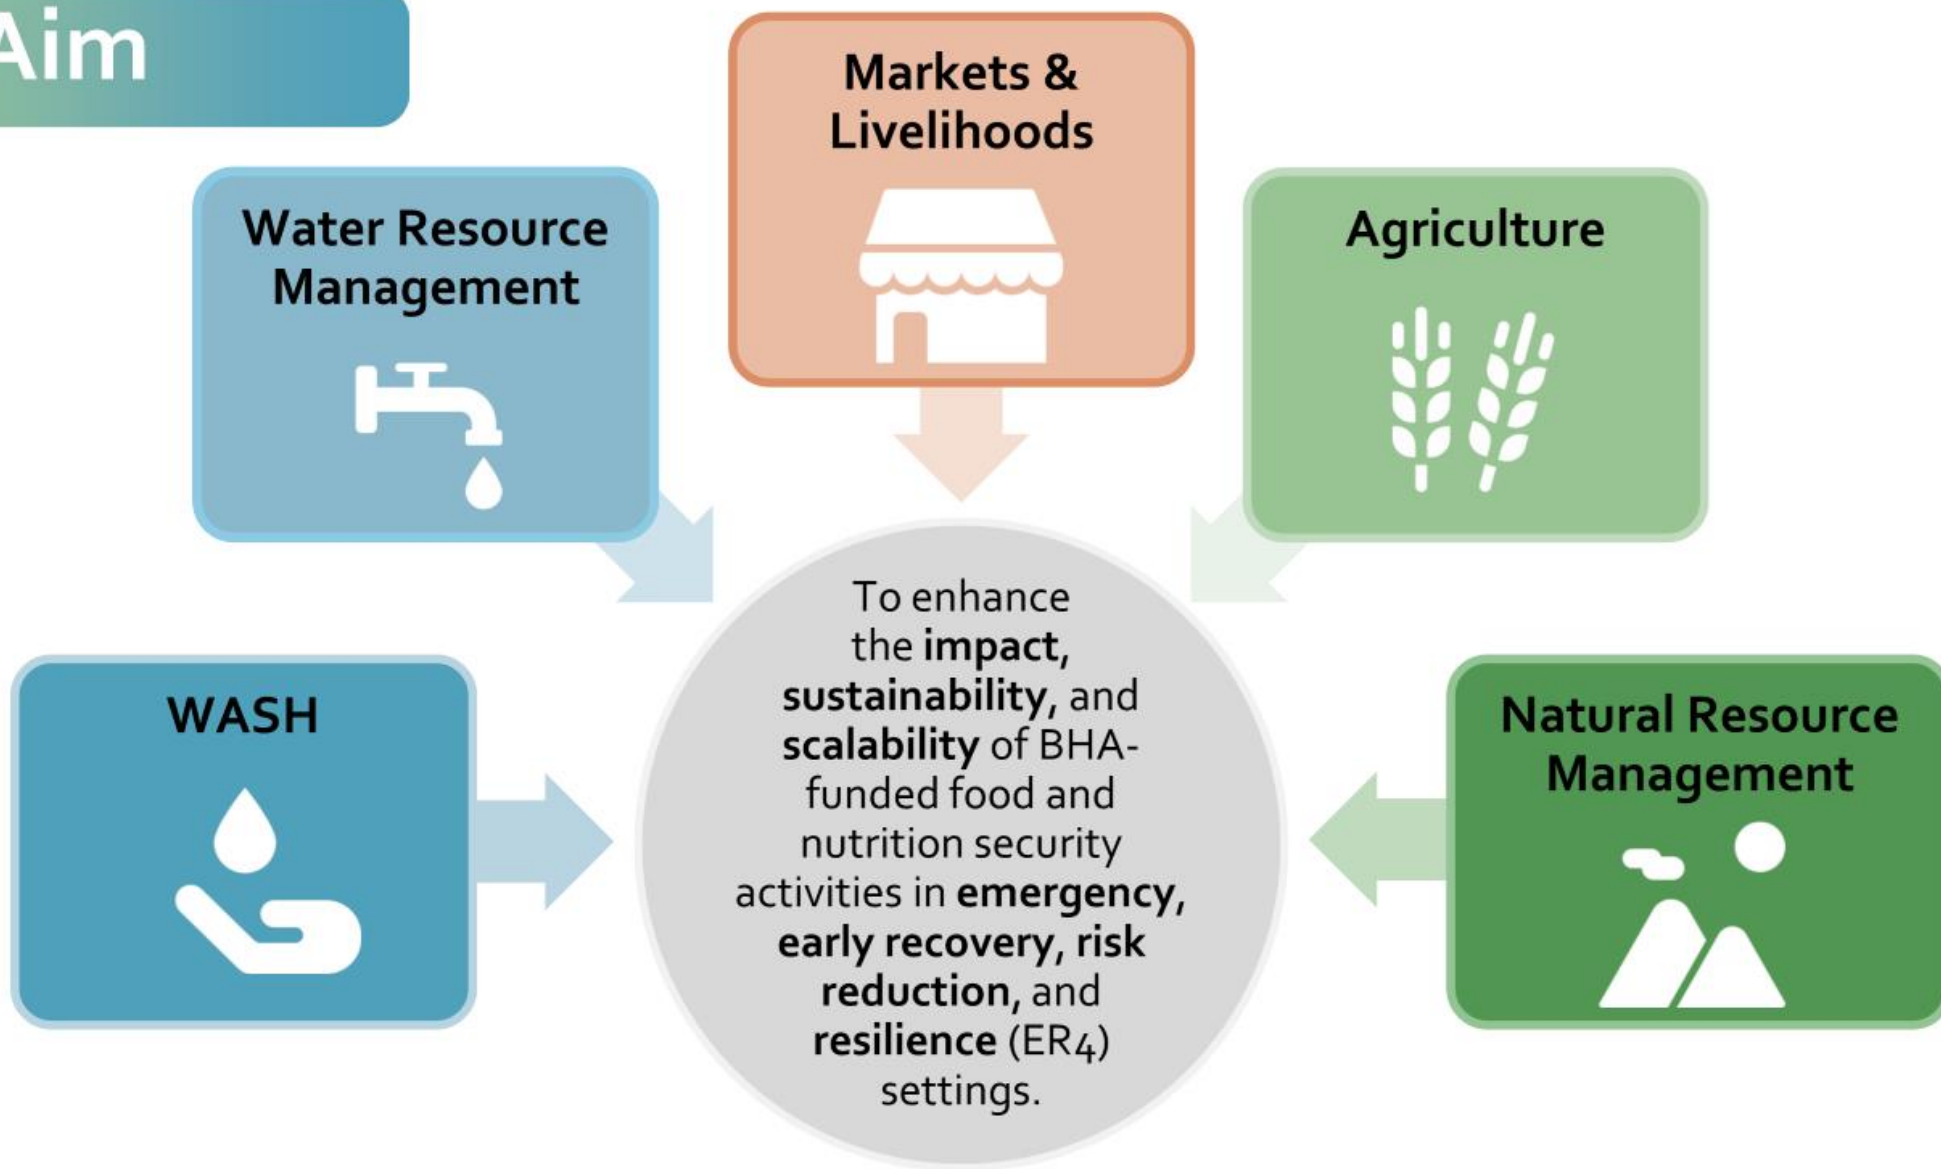 Aim
Markets &
Livelihoods
Water Resource
Management
Agriculture
WASH
Natural Resource
Management
To enhance
the impact,
sustainability, and
scalability of BHA-
funded food and
nutrition security
activities in emergency,
early recovery, risk
reduction, and
resilience (ER4)
settings.